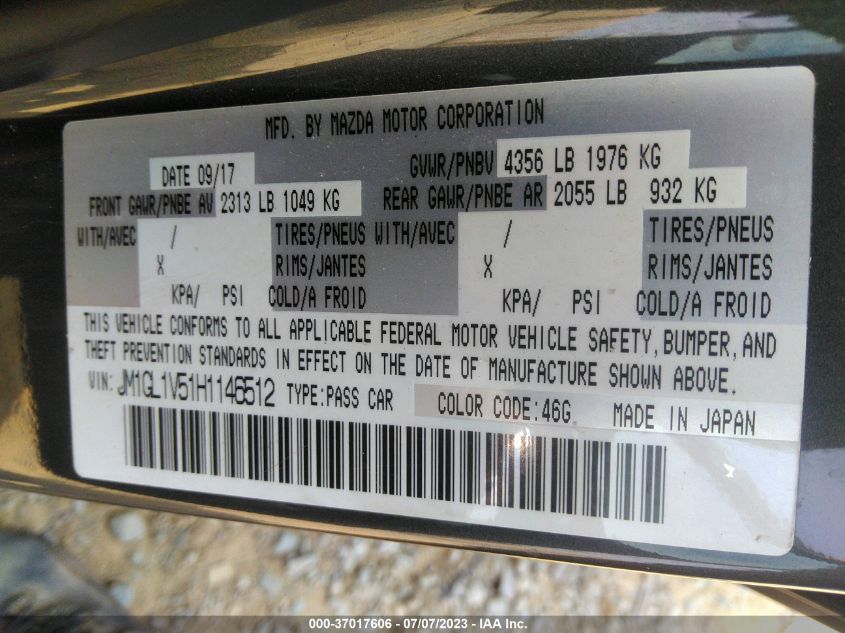 MFD. BY MAZDA MOTOR CORPORATION
DATE 09/17 GVWR/PNBV 4356 LB 1976 KG
FRONT GAWR/PNBE AV 2313 LB 1049 KG REAR GAWR/PNBE AR 2055 LB 932 KG
WITH/AVEC / TIRES/PNEUS WITH/AVEC / TIRES/PNEUS
X RIMS/JANTES X RIMS/JANTES
KPA/ PSI COLD/A FROID KPA/ PSI COLD/A FROID
THIS VEHICLE CONFORMS TO ALL APPLICABLE FEDERAL MOTOR VEHICLE SAFETY, BUMPER, AND
THEFT PREVENTION STANDARDS IN EFFECT ON THE DATE OF MANUFACTURE SHOWN ABOVE.
VIN: JM1GL1V51H1146512 TYPE:PASS CAR COLOR CODE:46G MADE IN JAPAN
000-37017606 - 07/07/2023 - IAA Inc.